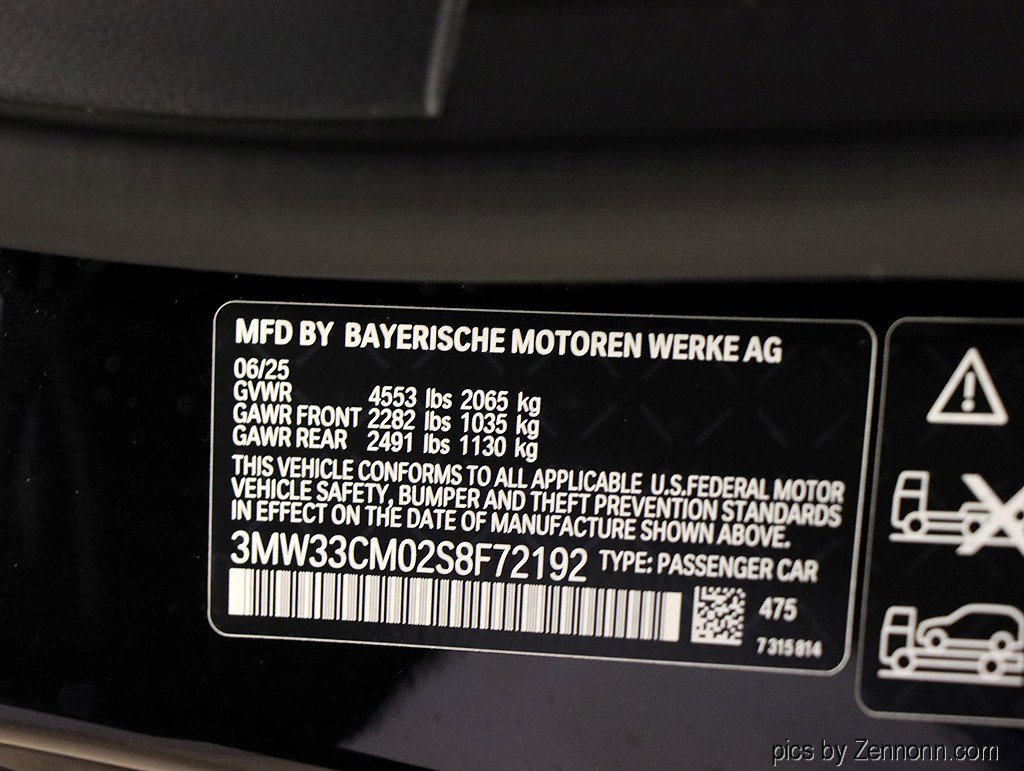 MFD BY BAYERISCHE MOTOREN WERKE AG
06/25
GVWR 4553 lbs 2065 kg
GAWR FRONT 2282 lbs 1035 kg
GAWR REAR 2491 lbs 1130 kg
THIS VEHICLE CONFORMS TO ALL APPLICABLE U.S.FEDERAL MOTOR
VEHICLE SAFETY, BUMPER AND THEFT PREVENTION STANDARDS
IN EFFECT ON THE DATE OF MANUFACTURE SHOWN ABOVE.
3MW33CM02S8F72192 TYPE: PASSENGER CAR
475
7 315 814
pics by Zennonn.com